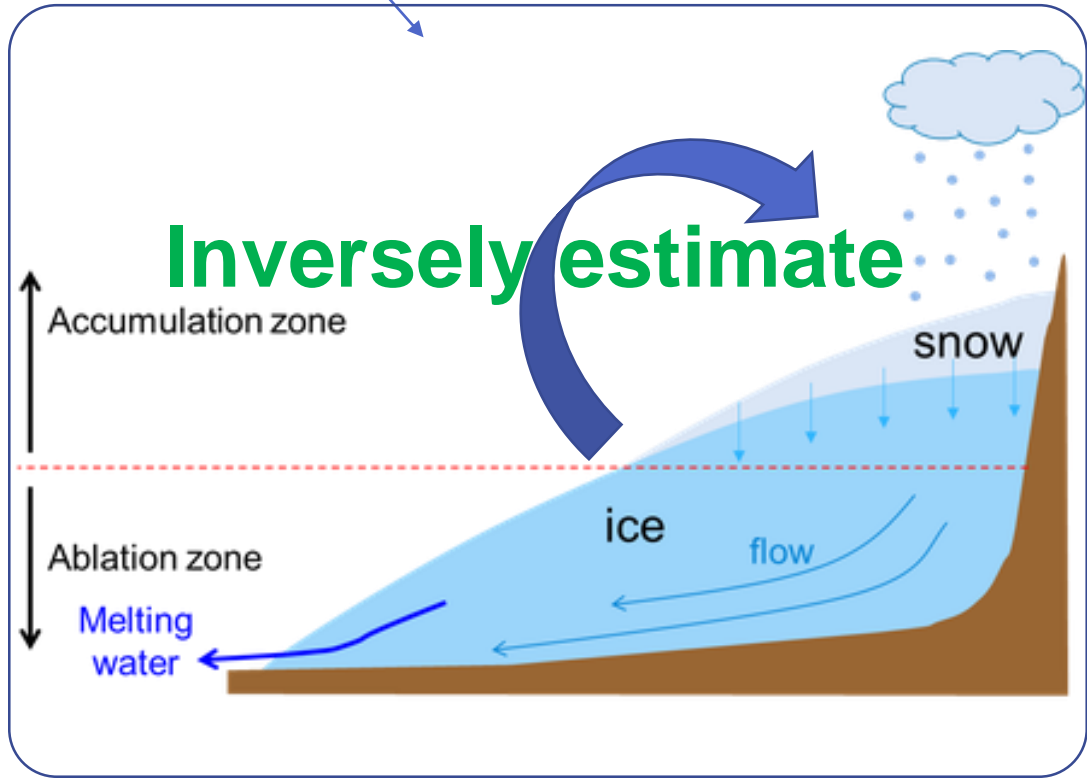 Inversely estimate
Accumulation zone
snow
ice
flow
Ablation zone
Melting
water